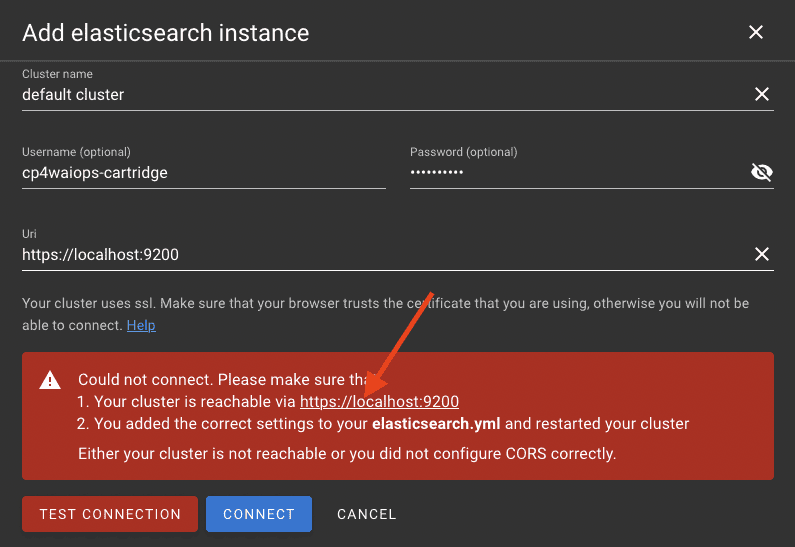 Add elasticsearch instance
Cluster name
default cluster
Username (optional)
Password (optional)
cp4waiops-cartridge
••••••••••
Uri
https://localhost:9200
Your cluster uses ssl. Make sure that your browser trusts the certificate that you are using, otherwise you will not be
able to connect. Help
Could not connect. Please make sure
1. Your cluster is reachable via https://localhost:9200
2. You added the correct settings to your elasticsearch.yml and restarted your cluster
Either your cluster is not reachable or you did not configure CORS correctly.
TEST CONNECTION
CONNECT
CANCEL